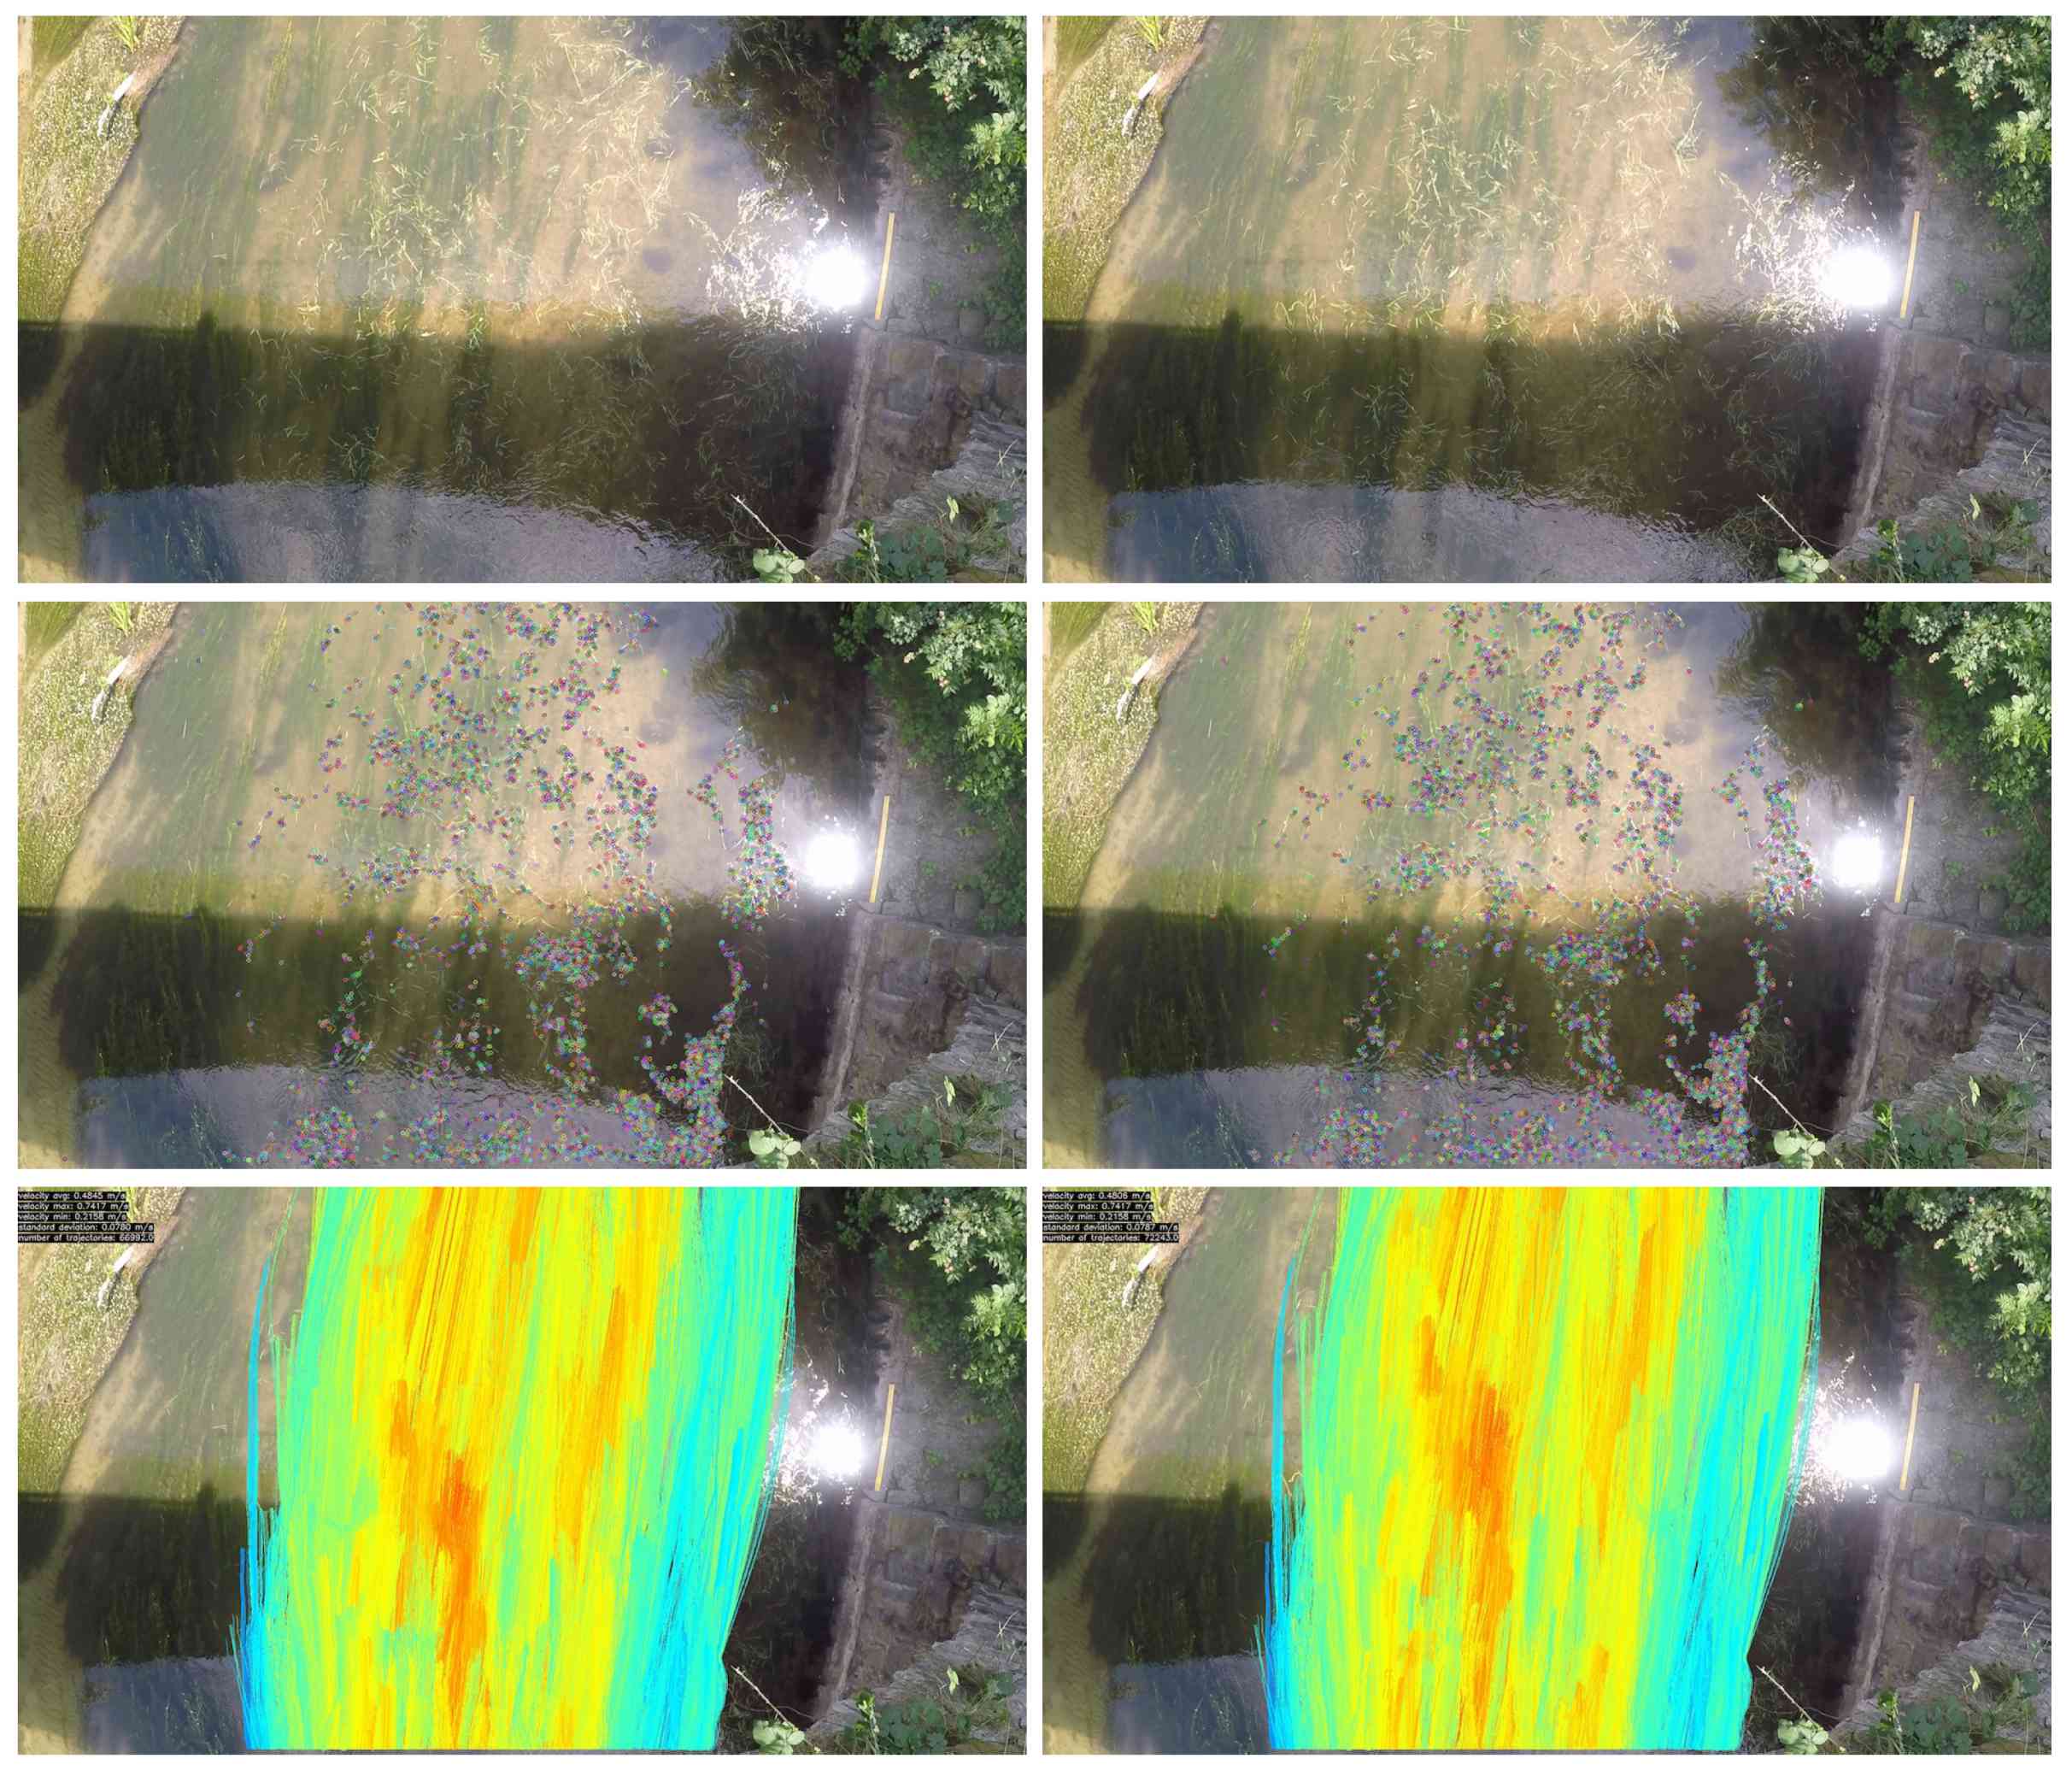 velocity avg: 0.4845 m/s
velocity max: 0.7417 m/s
velocity min: 0.2158 m/s
standard deviation: 0.0780 m/s
number of trajectories: 66992.0
velocity avg: 0.4806 m/s
velocity max: 0.7417 m/s
velocity min: 0.2158 m/s
standard deviation: 0.0787 m/s
number of trajectories: 72243.0